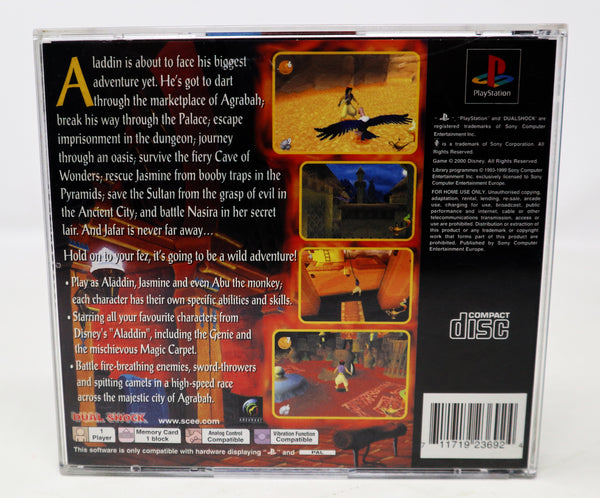 Aladdin is about to face his biggest
adventure yet. He's got to dart
through the marketplace of Agrabah;
break his way through the Palace; escape
imprisonment in the dungeon; journey
through an oasis; survive the fiery Cave of
Wonders; rescue Jasmine from booby traps in the
Pyramids; save the Sultan from the grasp of evil in
the Ancient City; and battle Nasira in her secret
lair. And Jafar is never far away...
Hold on to your fez, it's going to be a wild adventure!
• Play as Aladdin, Jasmine and even Abu the monkey;
each character has their own specific abilities and skills.
• Starring all your favourite characters from
Disney's "Aladdin", including the Genie and
the mischievous Magic Carpet.
• Battle fire-breathing enemies, sword-throwers
and spitting camels in a high-speed race
across the majestic city of Agrabah.
DUAL SHOCK
www.scee.com
ARGONAUT
1
Player
Memory Card
1 block
Analog Control
Compatible
Vibration Function
Compatible
This software is only compatible with hardware displaying " " and PAL
PlayStation
" ", "PlayStation" and "DUALSHOCK" are
registered trademarks of Sony Computer
Entertainment Inc.
is a trademark of Sony Corporation. All
Rights Reserved.
Game © 2000 Disney. All Rights Reserved.
Library programmes © 1993-1999 Sony Computer
Entertainment Inc. exclusively licensed to Sony
Computer Entertainment Europe.
FOR HOME USE ONLY. Unauthorised copying,
adaptation, rental, lending, re-sale, arcade
use, charging for use, broadcast, public
performance and internet, cable or other
telecommunications transmission, access or
use are prohibited. Distribution or extraction of
this product or any trademark or copyright
work that forms part of this product are
prohibited. Published by Sony Computer
Entertainment Europe.
COMPACT
disc
7 11719 23692 4